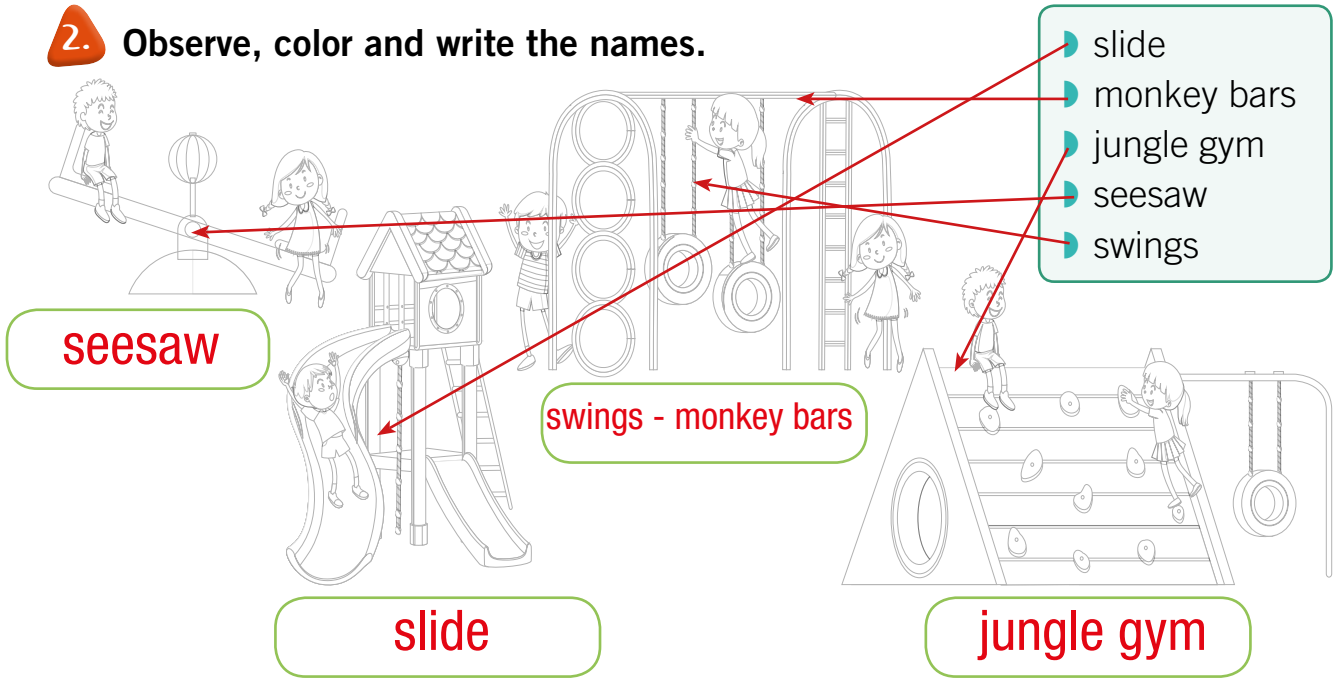 2. Observe, color and write the names.
slide
monkey bars
jungle gym
seesaw
swings
seesaw
swings - monkey bars
slide
jungle gym